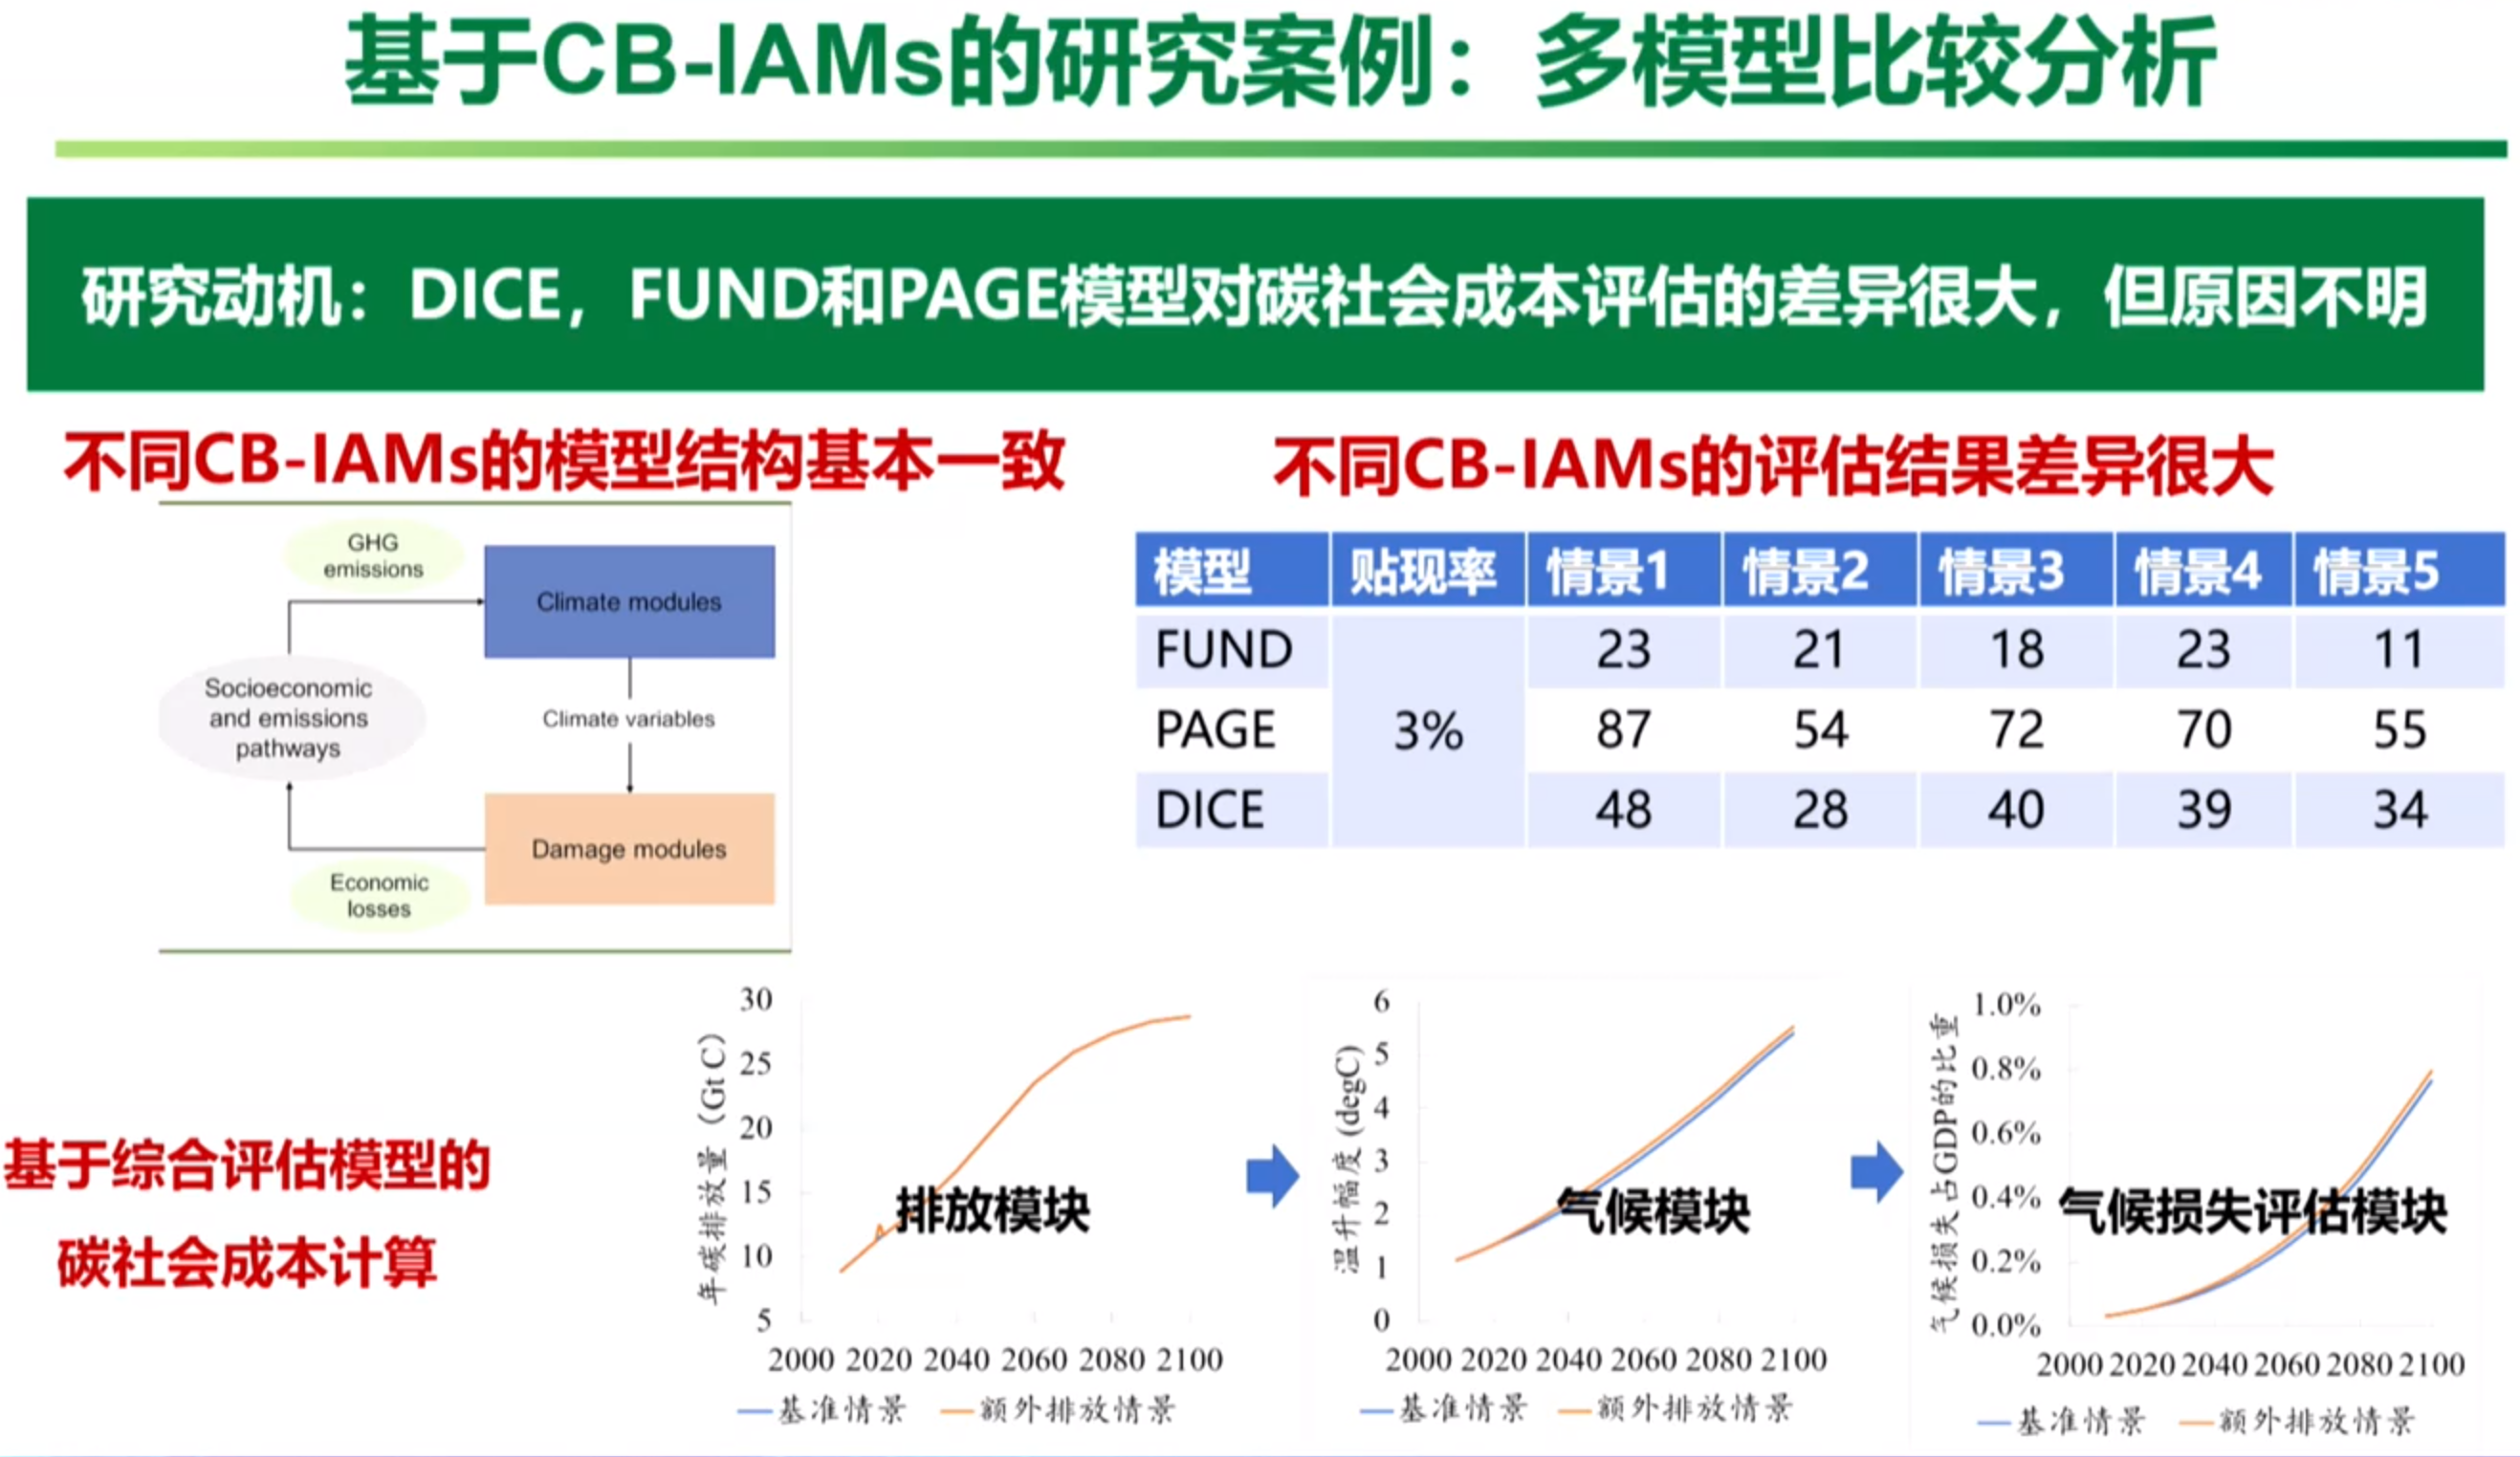 基于CB-IAMs的研究案例：多模型比较分析
研究动机：DICE，FUND和PAGE模型对碳社会成本评估的差异很大，但原因不明
不同CB-IAMs的模型结构基本一致
GHG
emissions
Climate modules
Socioeconomic
and emissions
pathways
Climate variables
Damage modules
Economic
losses
不同CB-IAMs的评估结果差异很大
模型 贴现率 情景1 情景2 情景3 情景4 情景5
FUND 23 21 18 23 11
PAGE 3% 87 54 72 70 55
DICE 48 28 40 39 34
基于综合评估模型的
碳社会成本计算
年碳排放量（Gt C）
30
25
20
15
10
5
排放模块
2000 2020 2040 2060 2080 2100
基准情景 额外排放情景
温升幅度 (degC)
6
5
4
3
2
1
0
气候模块
2000 2020 2040 2060 2080 2100
基准情景 额外排放情景
气候损失占GDP的比重
1.0%
0.8%
0.6%
0.4%
0.2%
0.0%
气候损失评估模块
2000 2020 2040 2060 2080 2100
基准情景 额外排放情景